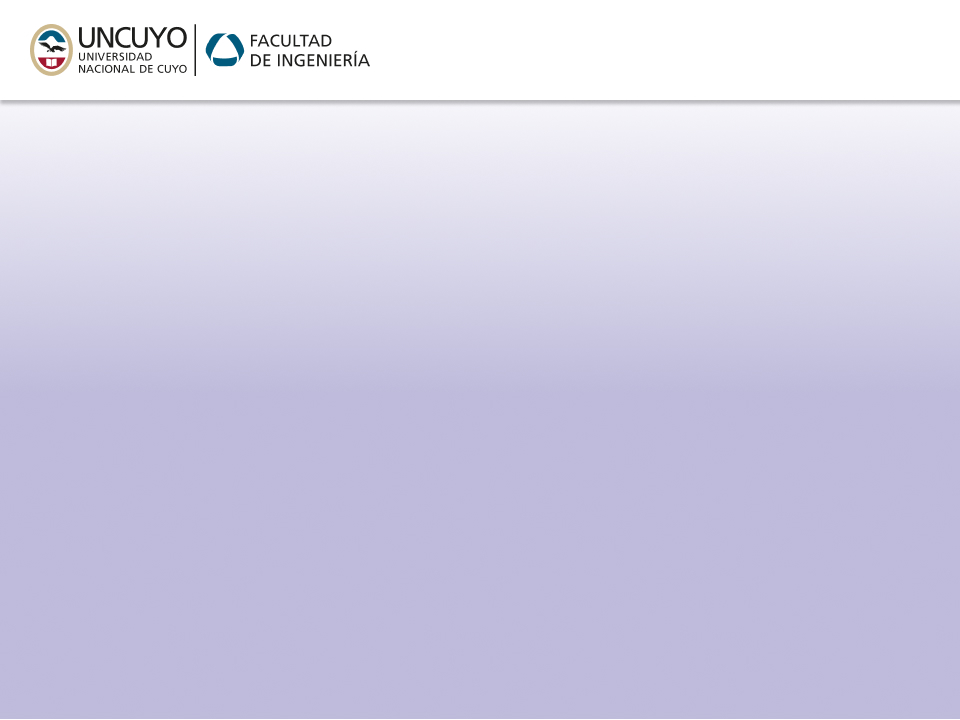 UNCUYO
UNIVERSIDAD
NACIONAL DE CUYO
FACULTAD
DE INGENIERÍA